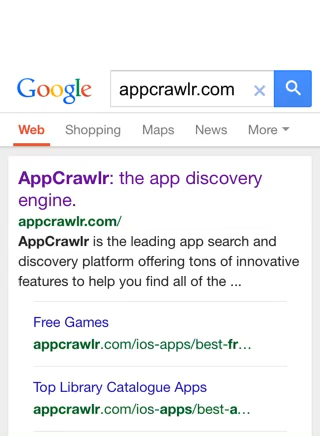 Google appcrawlr.com
Web Shopping Maps News More
AppCrawlr: the app discovery
engine.
appcrawlr.com/
AppCrawlr is the leading app search and
discovery platform offering tons of innovative
features to help you find all of the ...
Free Games
appcrawlr.com/ios-apps/best-fr...
Top Library Catalogue Apps
appcrawlr.com/ios-apps/best-a...